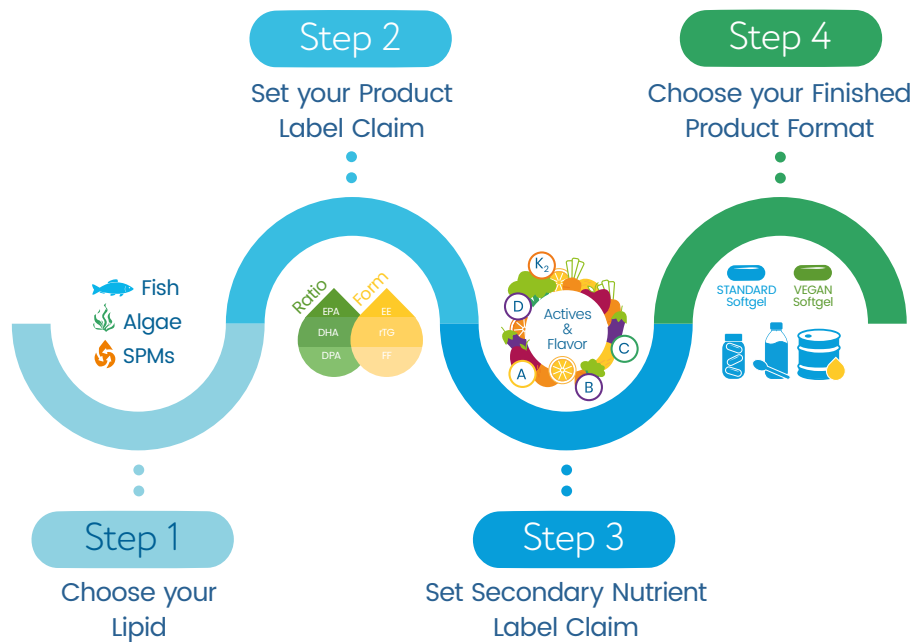 Step 1
Choose your
Lipid
Fish
Algae
SPMs
Step 2
Set your Product
Label Claim
Ratio
EPA
DHA
DPA
Form
EE
rTG
FF
Step 3
Set Secondary Nutrient
Label Claim
K2
D
A
B
C
Actives
&
Flavor
Step 4
Choose your Finished
Product Format
STANDARD
Softgel
VEGAN
Softgel